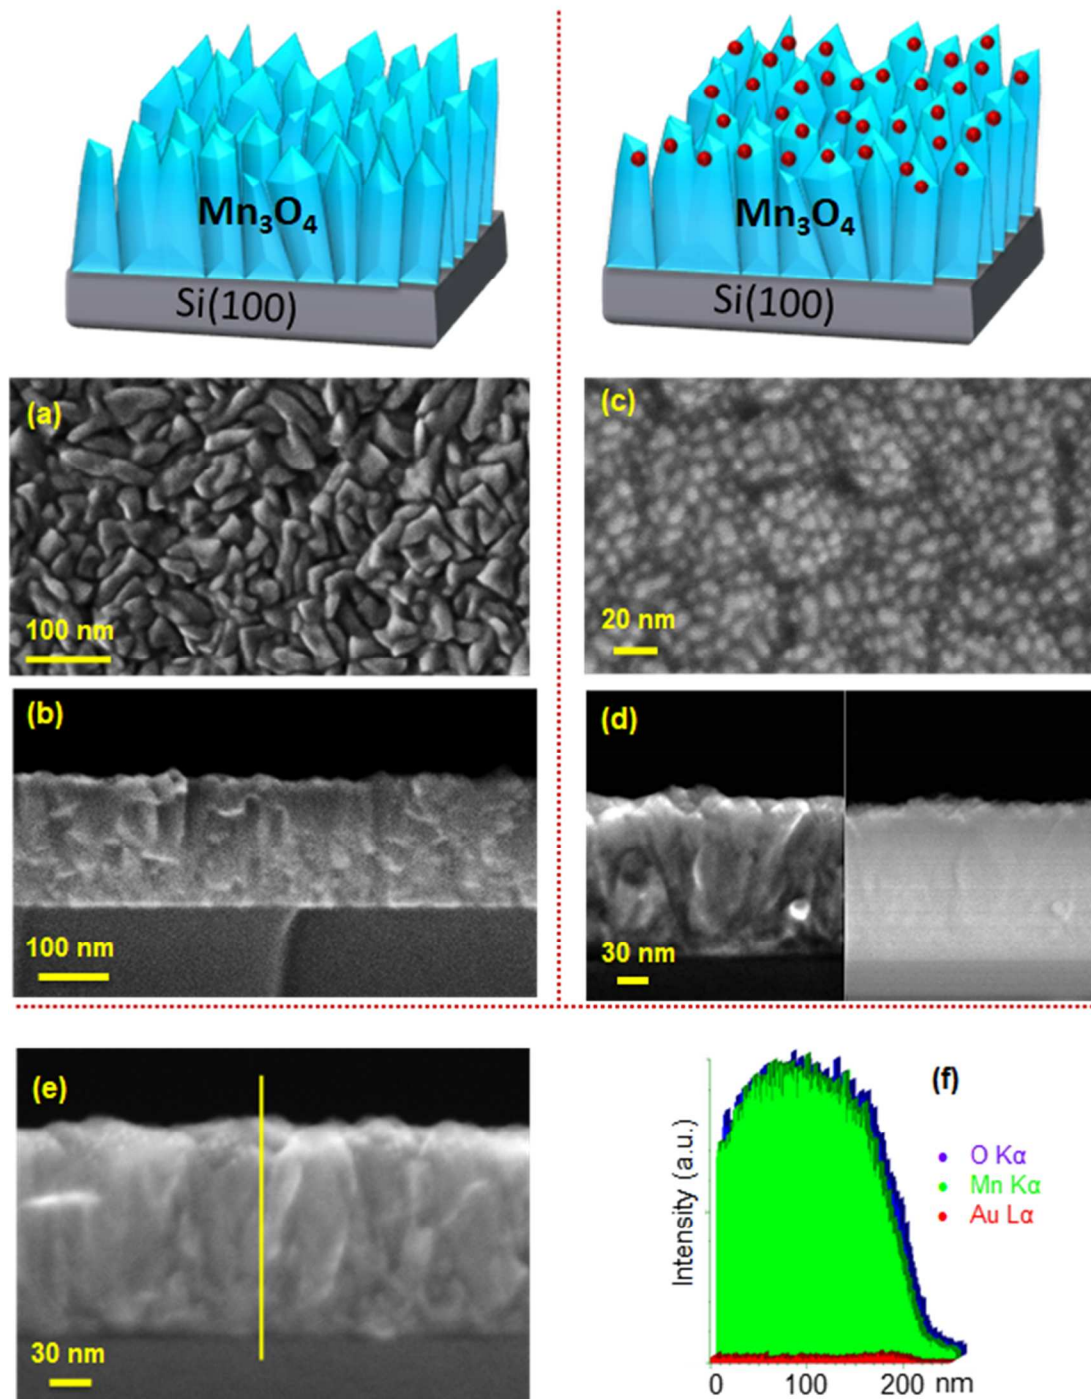 Mn₃O₄
Si(100)
Mn₃O₄
Si(100)
(a)
100 nm
(b)
100 nm
(c)
20 nm
(d)
30 nm
(e)
30 nm
(f)
Intensity (a.u.)
O Kα
Mn Kα
Au Lα
0 100 200 nm